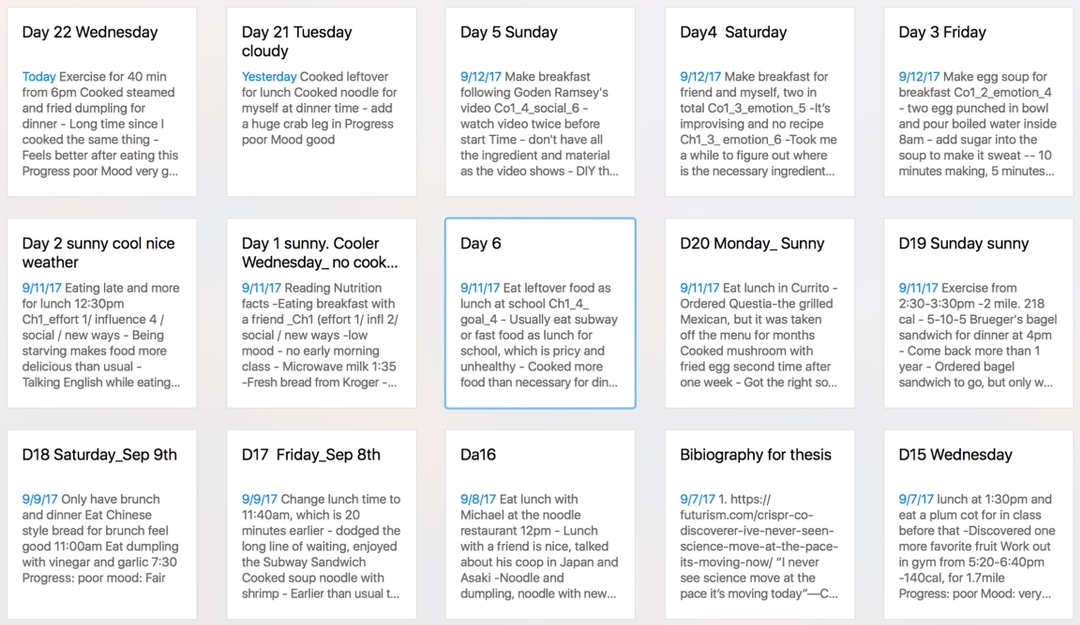 Day 22 Wednesday
Today Exercise for 40 min
from 6pm Cooked steamed
and fried dumpling for
dinner - Long time since I
cooked the same thing -
Feels better after eating this
Progress poor Mood very g...
Day 21 Tuesday
cloudy
Yesterday Cooked leftover
for lunch Cooked noodle for
myself at dinner time - add
a huge crab leg in Progress
poor Mood good
Day 5 Sunday
9/12/17 Make breakfast
following Goden Ramsey's
video Co1_4_social_6 -
watch video twice before
start Time - don't have all
the ingredient and material
as the video shows - DIY th...
Day4  Saturday
9/12/17 Make breakfast for
friend and myself, two in
total Co1_3_emotion_5 -It's
improvising and no recipe
Ch1_3_ emotion_6 -Took me
a while to figure out where
is the necessary ingredient...
Day 3 Friday
9/12/17 Make egg soup for
breakfast Co1_2_emotion_4
- two egg punched in bowl
and pour boiled water inside
8am - add sugar into the
soup to make it sweat -- 10
minutes making, 5 minutes...
Day 2 sunny cool nice
weather
9/11/17 Eating late and more
for lunch 12:30pm
Ch1_effort 1/ influence 4 /
social / new ways - Being
starving makes food more
delicious than usual -
Talking English while eating...
Day 1 sunny. Cooler
Wednesday_ no cook...
9/11/17 Reading Nutrition
facts -Eating breakfast with
a friend _Ch1 (effort 1/ infl 2/
social / new ways -low
mood - no early morning
class - Microwave milk 1:35
-Fresh bread from Kroger -...
Day 6
9/11/17 Eat leftover food as
lunch at school Ch1_4_
goal_4 - Usually eat subway
or fast food as lunch for
school, which is pricy and
unhealthy - Cooked more
food than necessary for din...
D20 Monday_ Sunny
9/11/17 Eat lunch in Currito -
Ordered Questia-the grilled
Mexican, but it was taken
off the menu for months
Cooked mushroom with
fried egg second time after
one week - Got the right so...
D19 Sunday sunny
9/11/17 Exercise from
2:30-3:30pm -2 mile. 218
cal - 5-10-5 Brueger's bagel
sandwich for dinner at 4pm
- Come back more than 1
year - Ordered bagel
sandwich to go, but only w...
D18 Saturday_Sep 9th
9/9/17 Only have brunch
and dinner Eat Chinese
style bread for brunch feel
good 11:00am Eat dumpling
with vinegar and garlic 7:30
Progress: poor mood: Fair
D17  Friday_Sep 8th
9/9/17 Change lunch time to
11:40am, which is 20
minutes earlier - dodged the
long line of waiting, enjoyed
the Subway Sandwich
Cooked soup noodle with
shrimp - Earlier than usual t...
Da16
9/8/17 Eat lunch with
Michael at the noodle
restaurant 12pm - Lunch
with a friend is nice, talked
about his coop in Japan and
Asaki -Noodle and
dumpling, noodle with new...
Bibiography for thesis
9/7/17 1. https://
futurism.com/crispr-co-
discoverer-ive-never-seen-
science-move-at-the-pace-
its-moving-now/ “I never
see science move at the
pace it’s moving today”—C...
D15 Wednesday
9/7/17 lunch at 1:30pm and
eat a plum cot for in class
before that -Discovered one
more favorite fruit Work out
in gym from 5:20-6:40pm
-140cal, for 1.7mile
Progress: poor Mood: very...